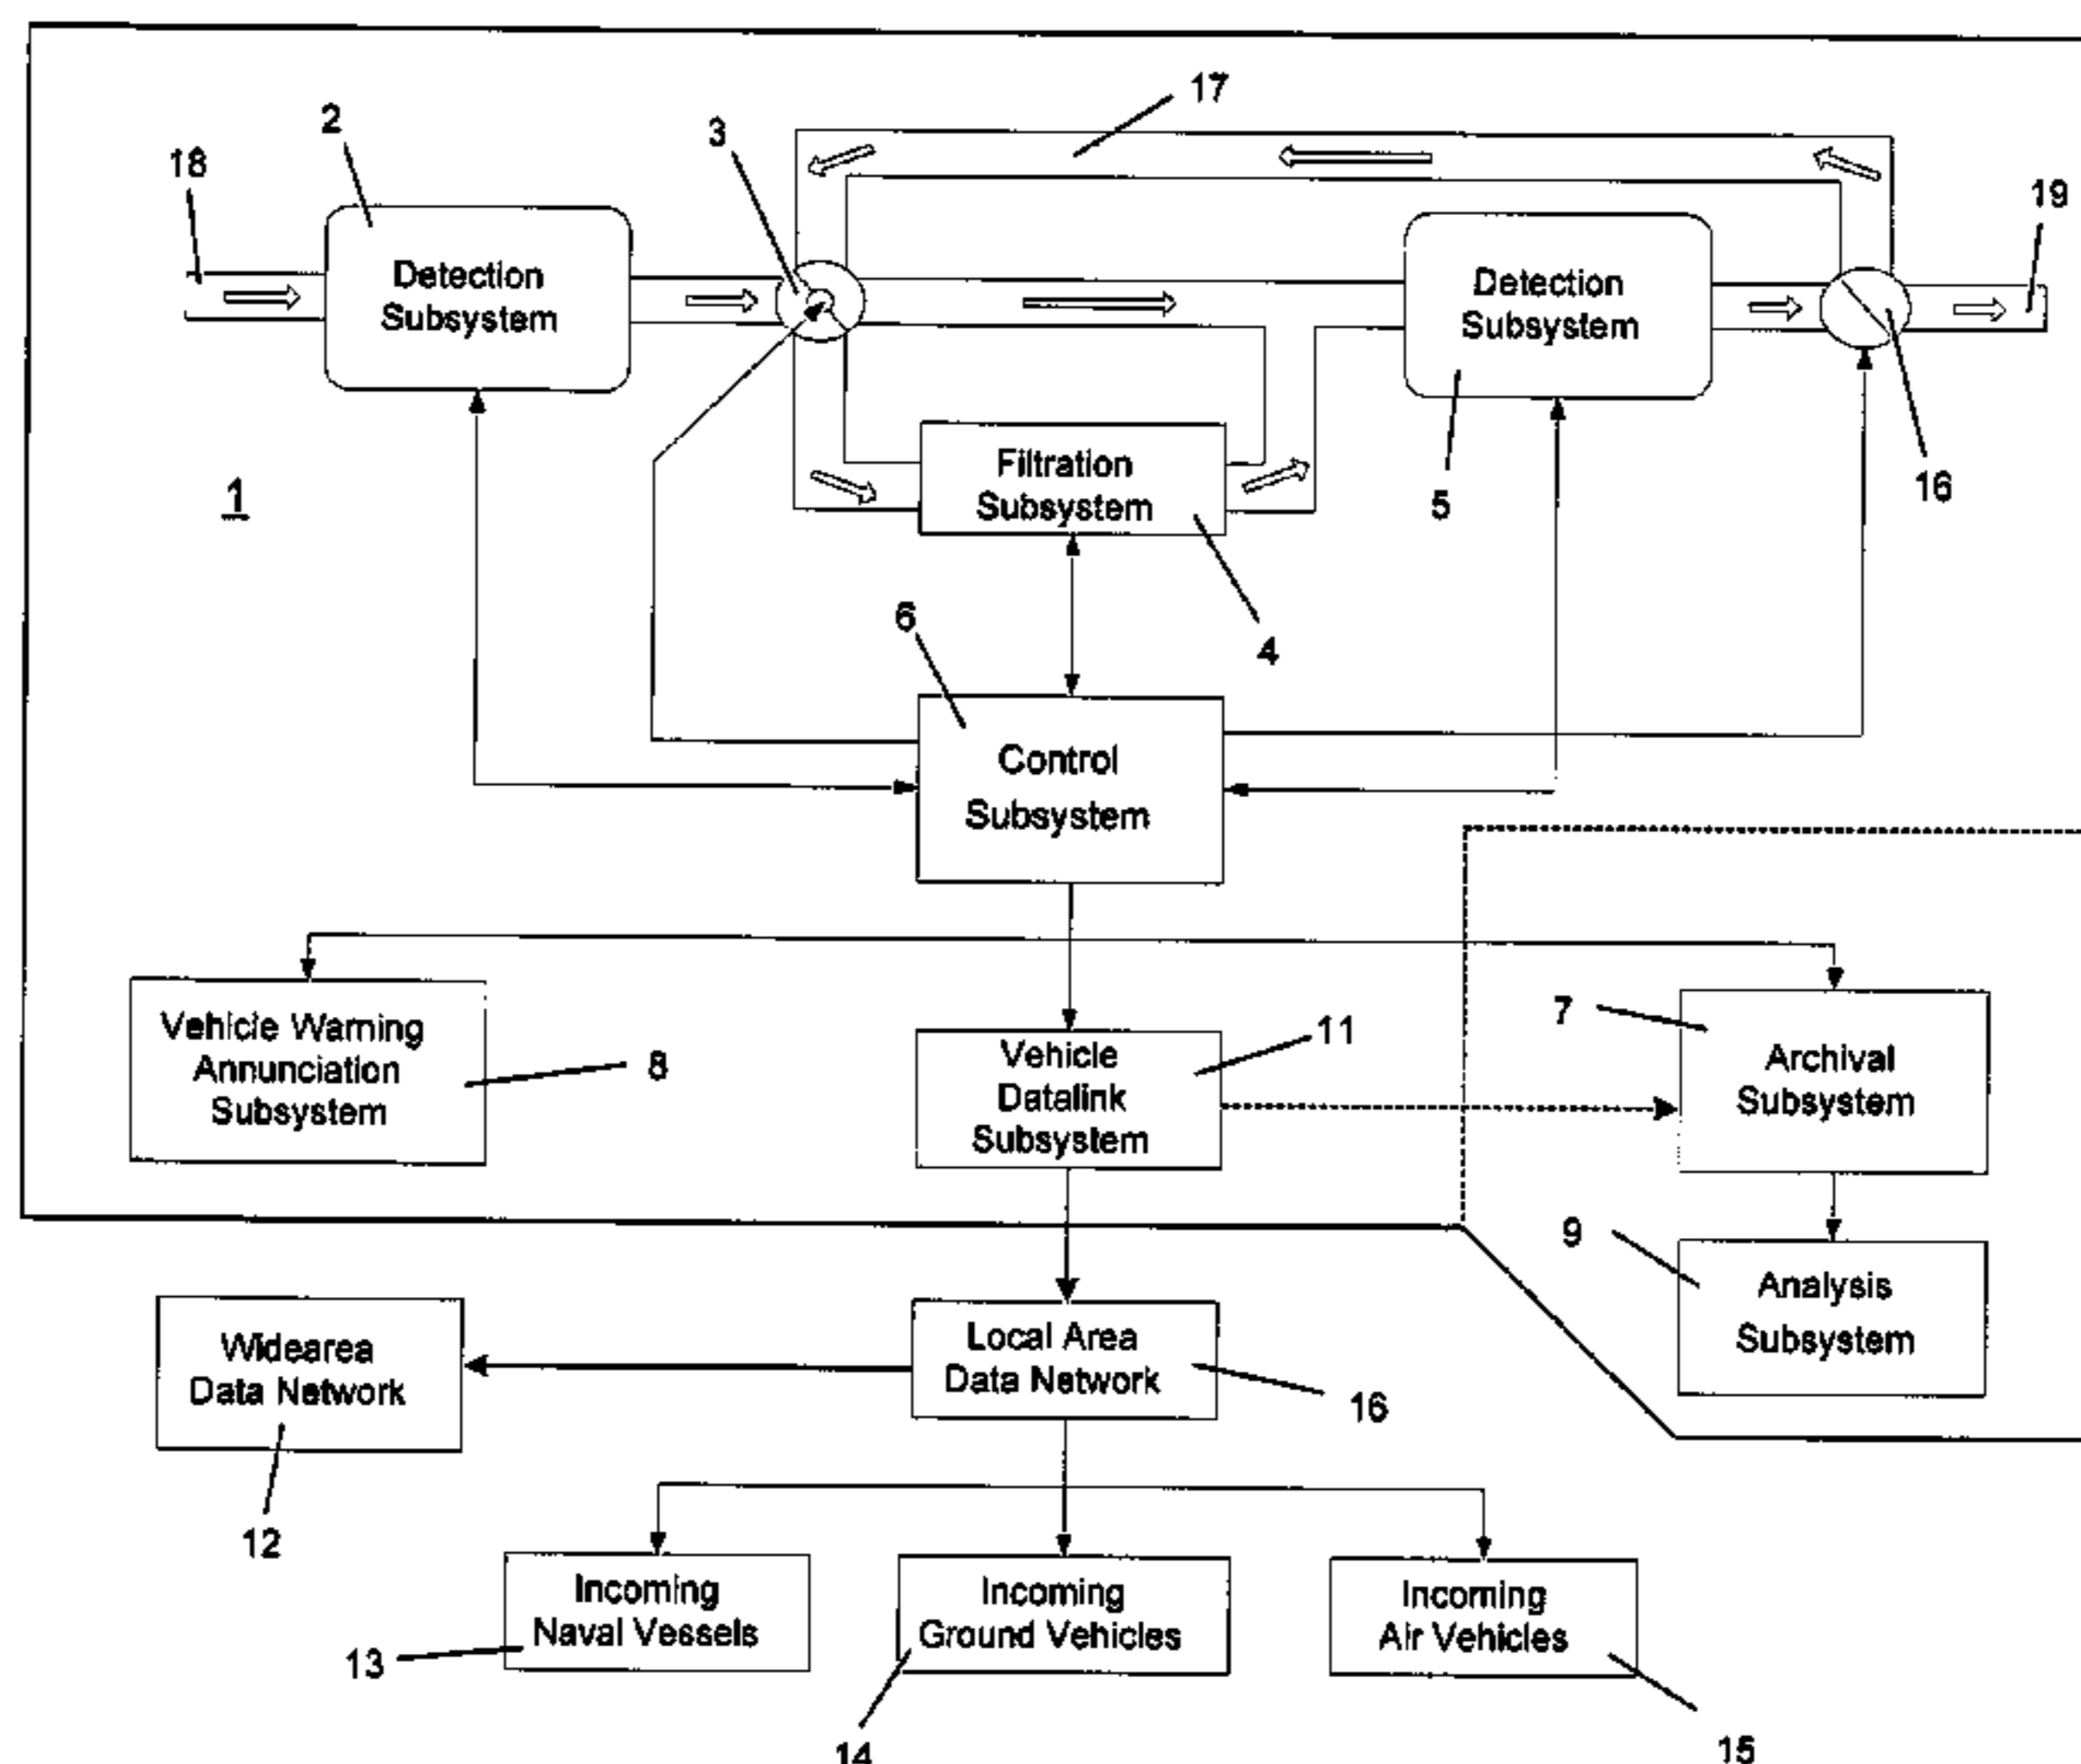 17
2
3
18
19
Detection
Subsystem
Detection
Subsystem
Filtration
Subsystem
1
5
16
4
6
Control
Subsystem
Vehicle Warning
Annunciation
Subsystem
8
Vehicle
Datalink
Subsystem
11
7
Archival
Subsystem
9
Analysis
Subsystem
Widearea
Data Network
12
Local Area
Data Network
16
Incoming
Naval Vessels
13
Incoming
Ground Vehicles
14
Incoming
Air Vehicles
15